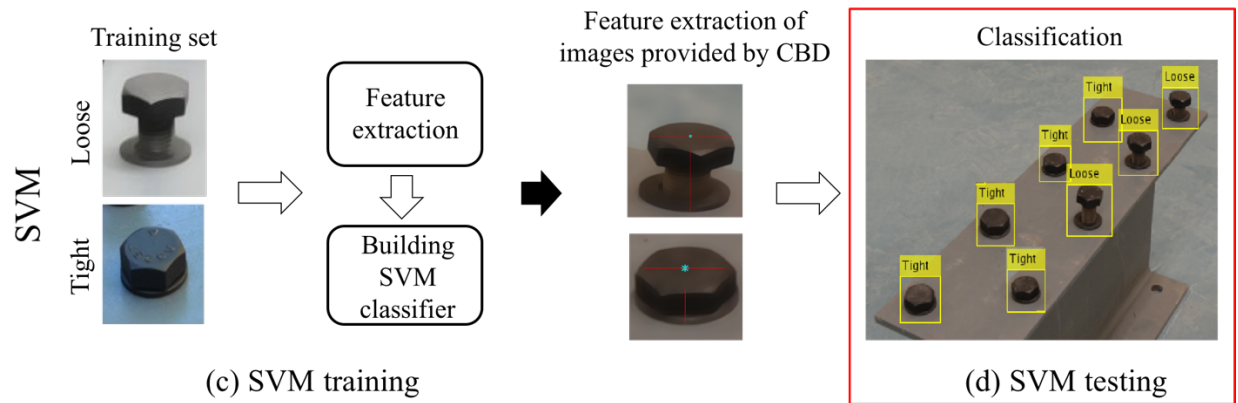 SVM
Training set
Loose
Tight
Feature
extraction
Building
SVM
classifier
(c) SVM training
Feature extraction of
images provided by CBD
Classification
Loose
Tight
Loose
Tight
Loose
Tight
Tight
Tight
(d) SVM testing